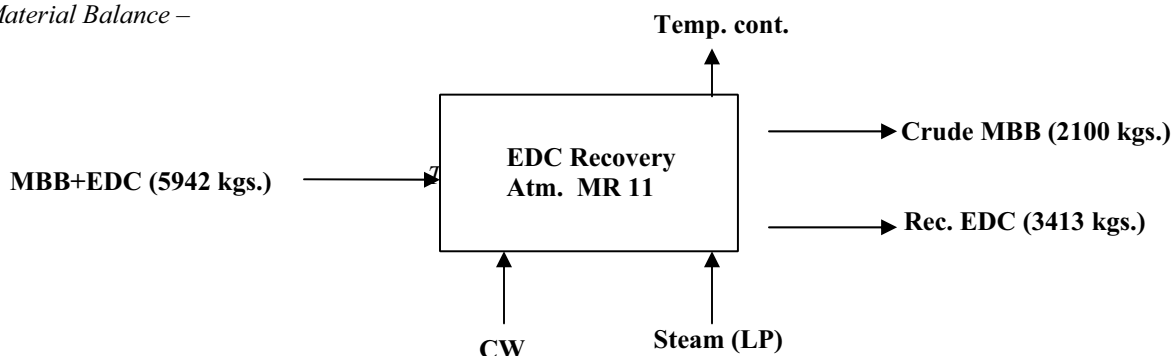 Material Balance –
Temp. cont.
Crude MBB (2100 kgs.)
EDC Recovery
Atm. MR 11
MBB+EDC (5942 kgs.)
Rec. EDC (3413 kgs.)
CW
Steam (LP)